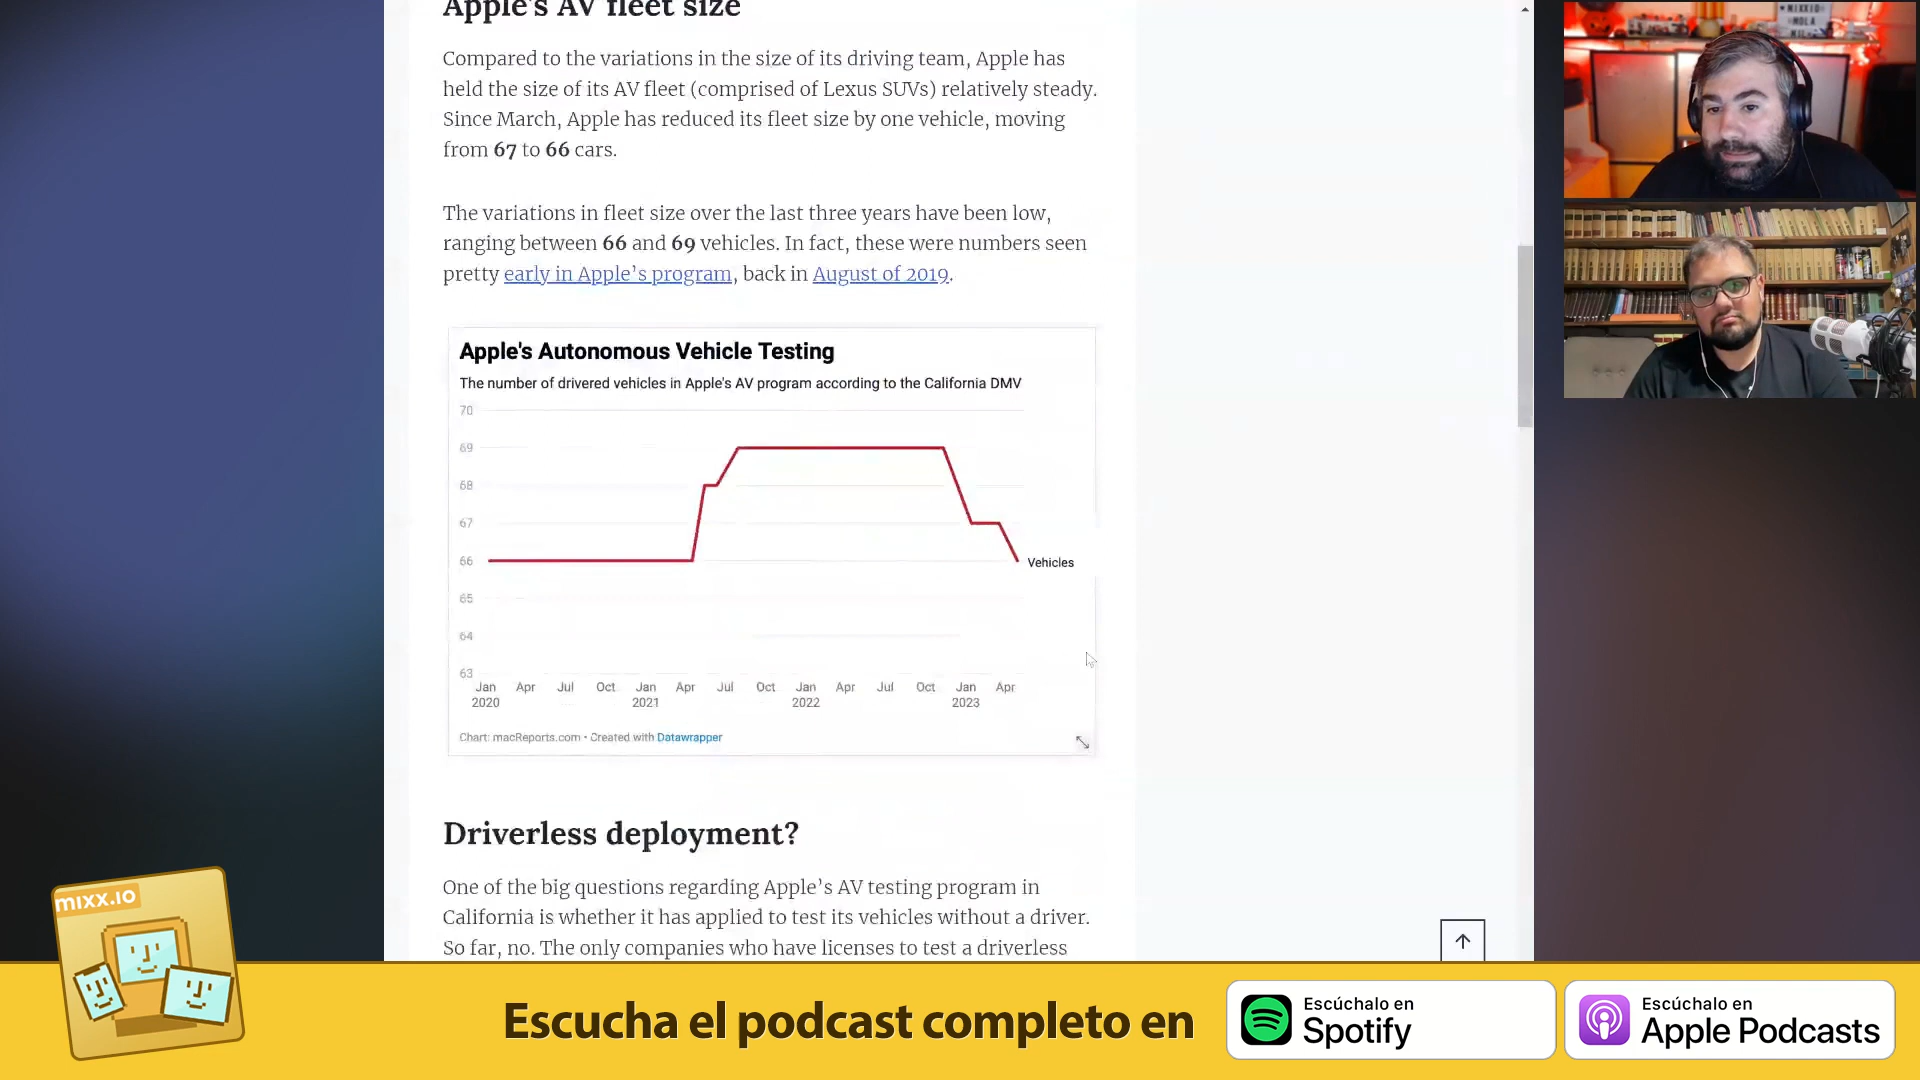 Apple's AV fleet size
Compared to the variations in the size of its driving team, Apple has
held the size of its AV fleet (comprised of Lexus SUVs) relatively steady.
Since March, Apple has reduced its fleet size by one vehicle, moving
from 67 to 66 cars.
The variations in fleet size over the last three years have been low,
ranging between 66 and 69 vehicles. In fact, these were numbers seen
pretty early in Apple’s program, back in August of 2019.
Apple's Autonomous Vehicle Testing
The number of drivered vehicles in Apple's AV program according to the California DMV
70
69
68
67
66
Vehicles
65
64
63
Jan Apr Jul Oct Jan Apr Jul Oct Jan Apr Jul Oct Jan Apr
2020 2021 2022 2023
Chart: macReports.com • Created with Datawrapper
Driverless deployment?
One of the big questions regarding Apple’s AV testing program in
California is whether it has applied to test its vehicles without a driver.
So far, no. The only companies who have licenses to test a driverless
mixx.io
Escucha el podcast completo en
Escúchalo en
Spotify
Escúchalo en
Apple Podcasts
MIXXIO
HOLA